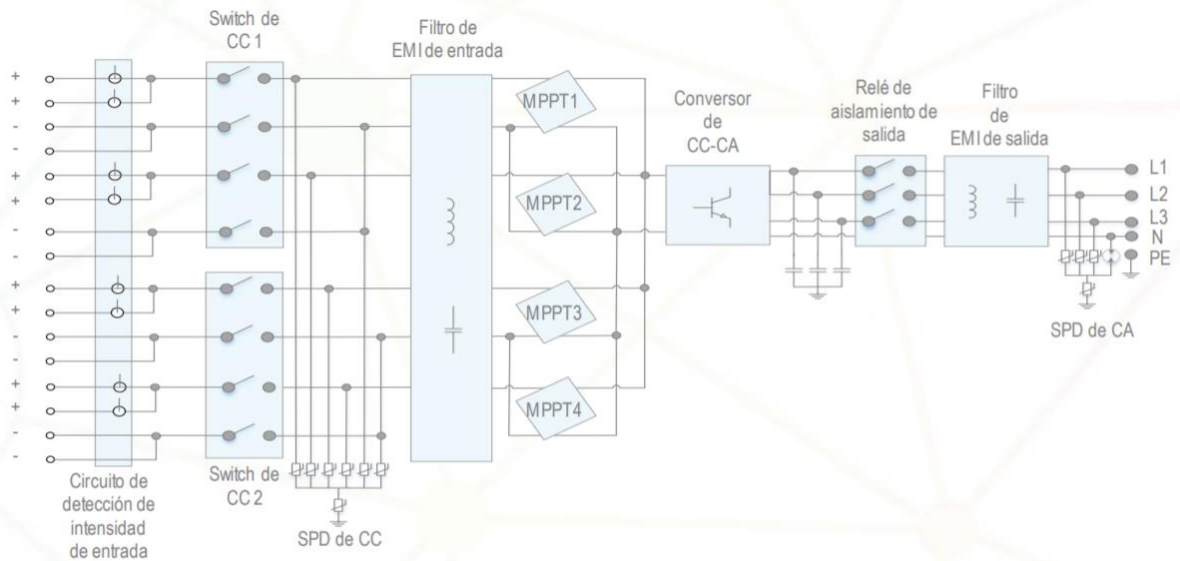 Switch de
CC 1
Filtro de
EMI de entrada
+
+
-
-
+
+
-
-
+
+
-
-
+
+
-
-
MPPT1
MPPT2
MPPT3
MPPT4
Conversor
de
CC-CA
Relé de
aislamiento de
salida
Filtro
de
EMI de salida
L1
L2
L3
N
PE
SPD de CA
Circuito de
detección de
intensidad
de entrada
Switch de
CC 2
SPD de CC